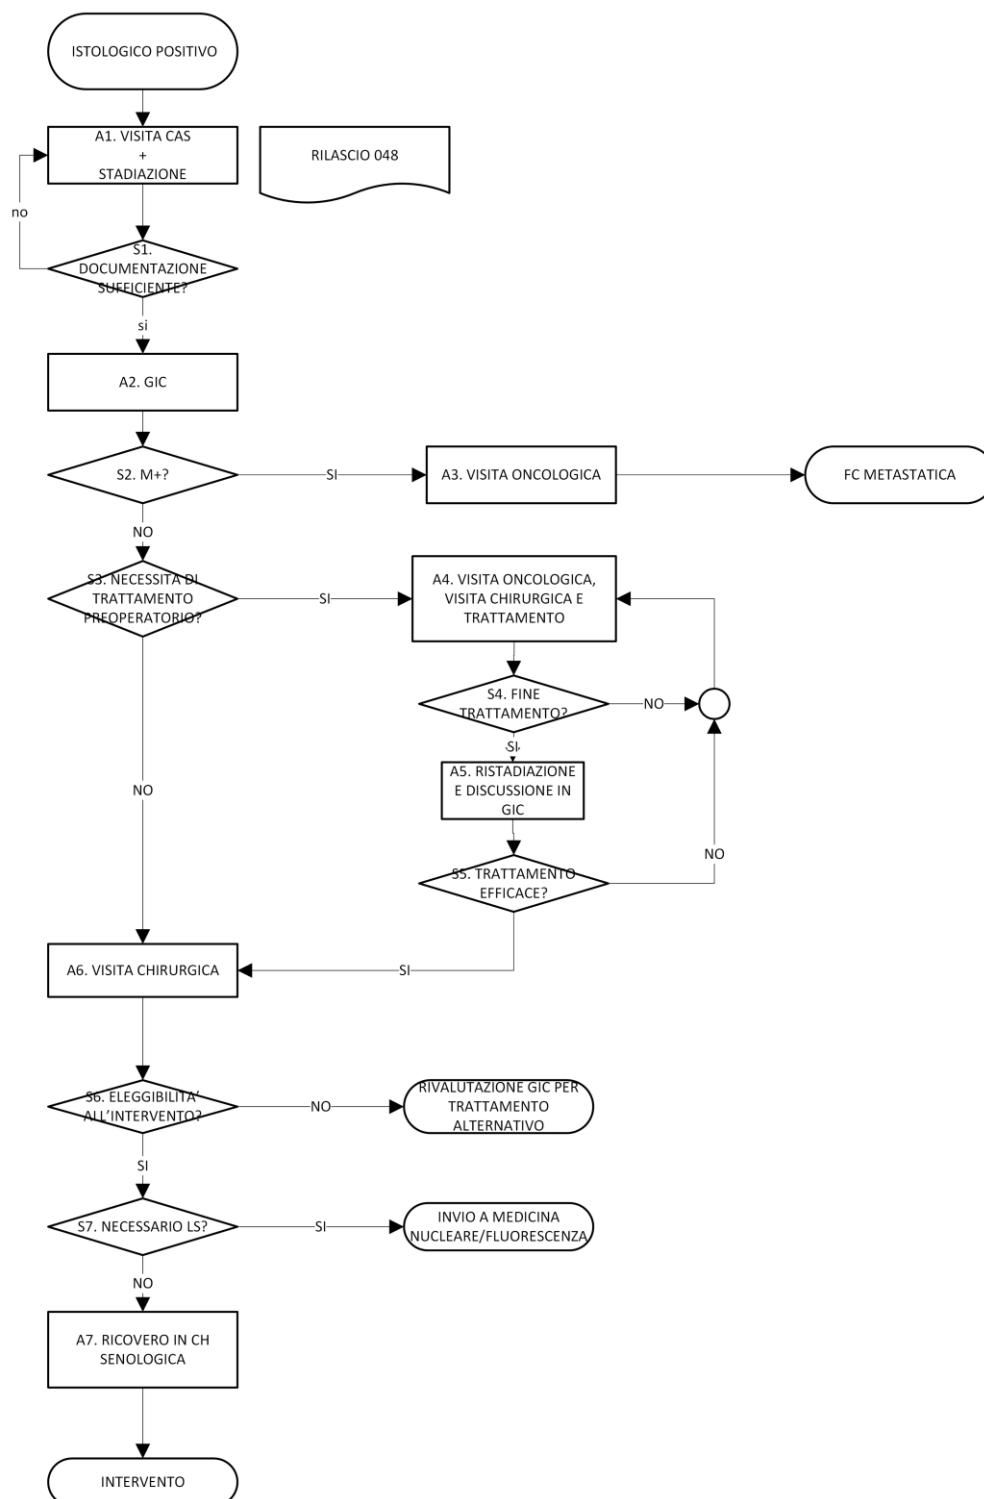 ISTOLOGICO POSITIVO
A1. VISITA CAS
+
STADIAZIONE
RILASCIO 048
no
S1.
DOCUMENTAZIONE
SUFFICIENTE?
si
A2. GIC
S2. M+?
SI
A3. VISITA ONCOLOGICA
FC METASTATICA
NO
S3. NECESSITA DI
TRATTAMENTO
PREOPERATORIO?
SI
A4. VISITA ONCOLOGICA,
VISITA CHIRURGICA E
TRATTAMENTO
S4. FINE
TRATTAMENTO?
NO
SI
A5. RISTADIAZIONE
E DISCUSSIONE IN
GIC
NO
NO
S5. TRATTAMENTO
EFFICACE?
A6. VISITA CHIRURGICA
SI
S6. ELEGGIBILITA'
ALL'INTERVENTO?
NO
RIVALUTAZIONE GIC PER
TRATTAMENTO
ALTERNATIVO
SI
S7. NECESSARIO LS?
SI
INVIO A MEDICINA
NUCLEARE/FLUORESCENZA
NO
A7. RICOVERO IN CH
SENOLOGICA
INTERVENTO